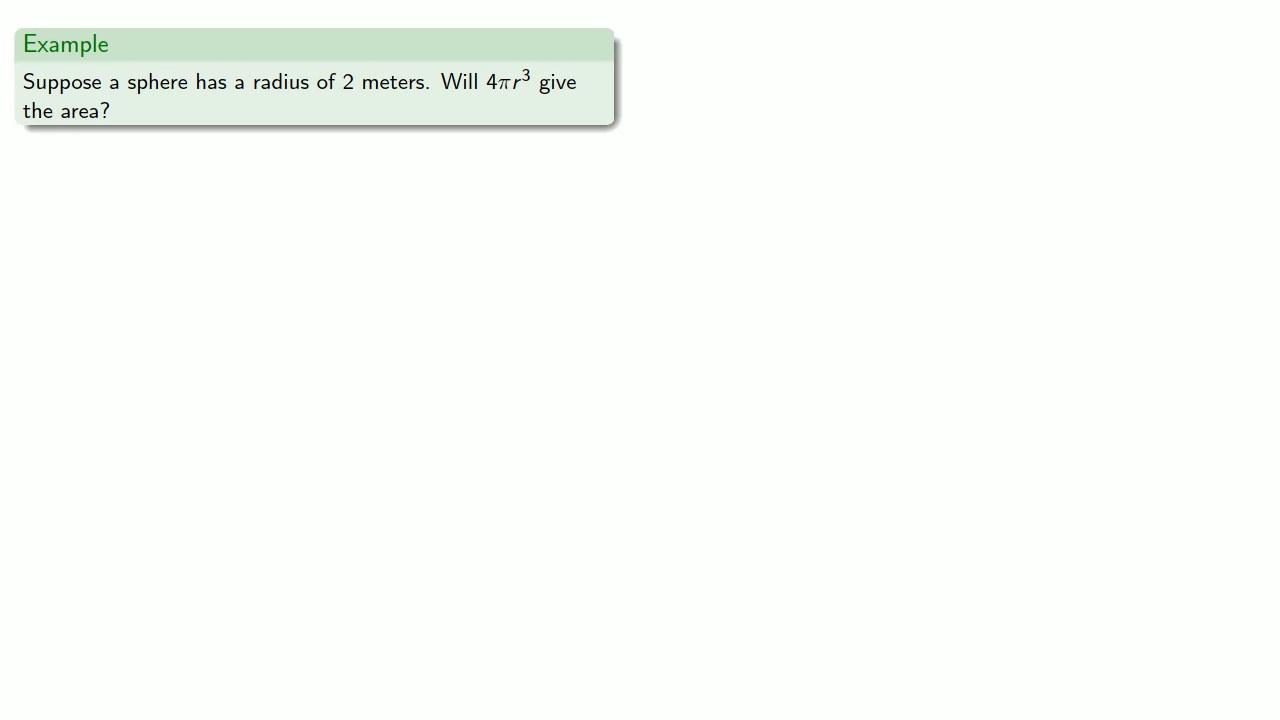 Example
Suppose a sphere has a radius of 2 meters. Will 4πr³ give
the area?